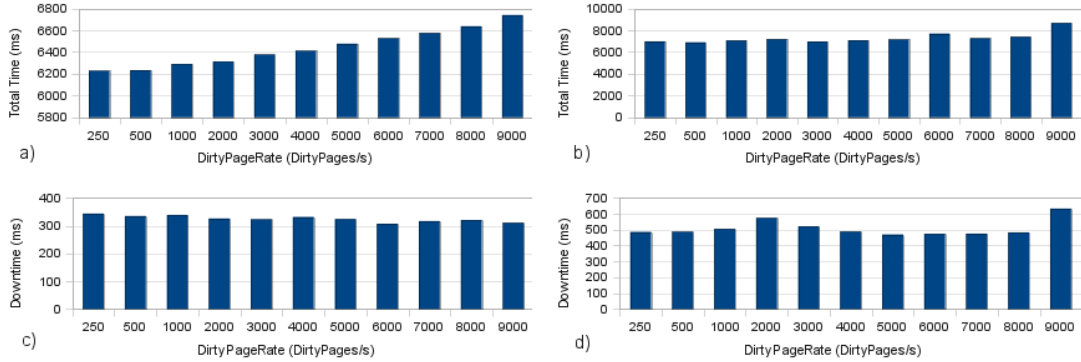 6800
6600
6400
6200
6000
5800
Total Time (ms)
250 500 1000 2000 3000 4000 5000 6000 7000 8000 9000
a) DirtyPageRate (DirtyPages/s)
10000
8000
6000
4000
2000
0
Total Time (ms)
250 500 1000 2000 3000 4000 5000 6000 7000 8000 9000
b) DirtyPageRate (DirtyPages/s)
400
300
200
100
0
Downtime (ms)
250 500 1000 2000 3000 4000 5000 6000 7000 8000 9000
c) DirtyPageRate (DirtyPages/s)
700
600
500
400
300
200
100
0
Downtime (ms)
250 500 1000 2000 3000 4000 5000 6000 7000 8000 9000
d) DirtyPageRate (DirtyPages/s)